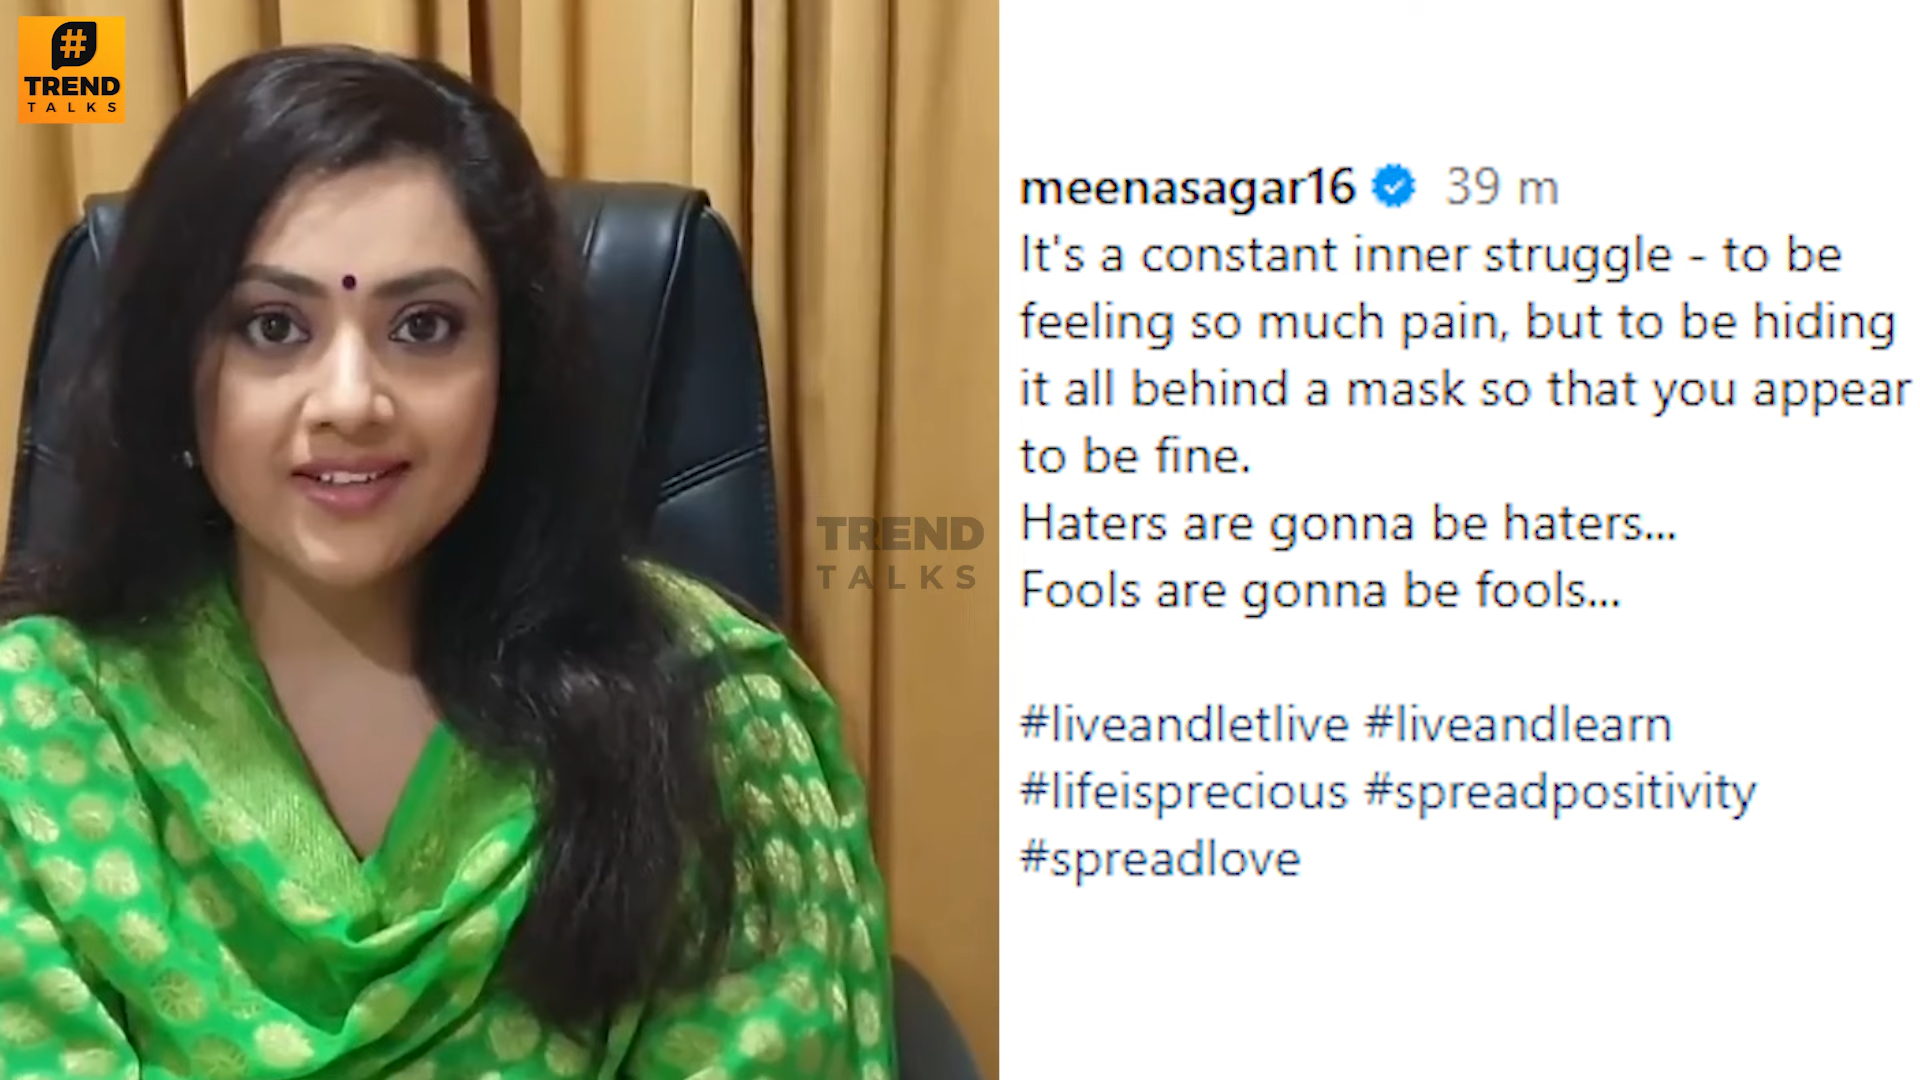 #
TREND
TALKS
TREND
TALKS
meenasagar16 39 m
It's a constant inner struggle - to be
feeling so much pain, but to be hiding
it all behind a mask so that you appear
to be fine.
Haters are gonna be haters...
Fools are gonna be fools...
#liveandletlive #liveandlearn
#lifeisprecious #spreadpositivity
#spreadlove